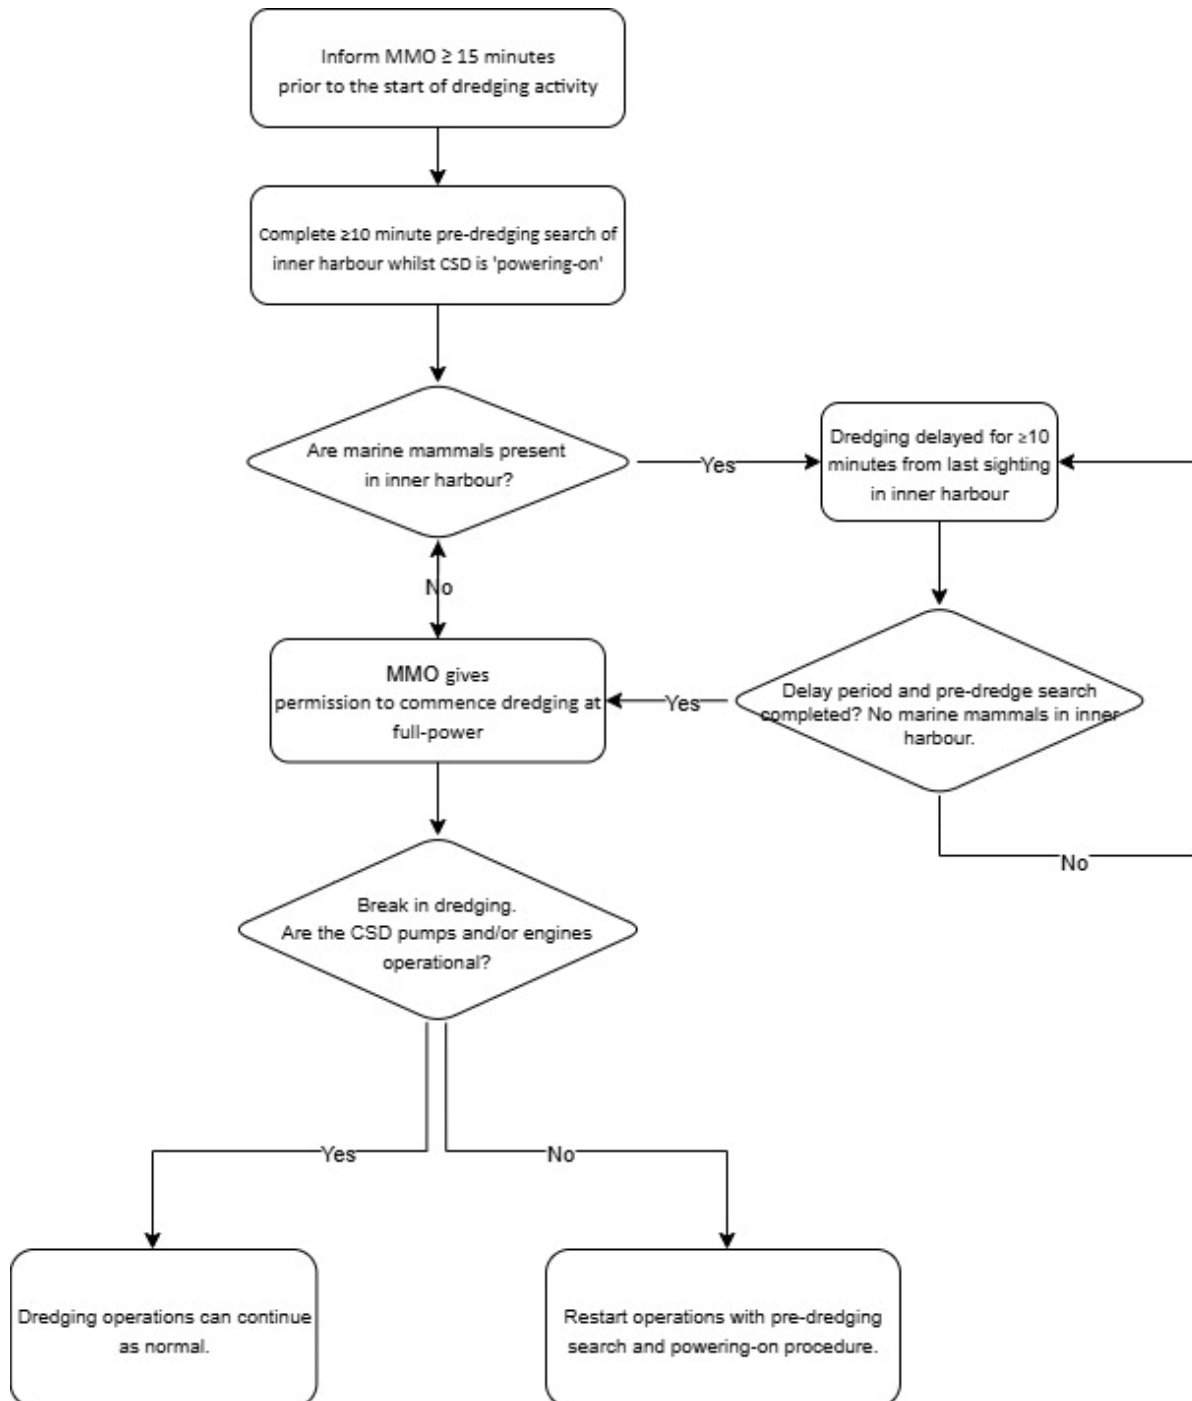 Inform MMO ≥ 15 minutes
prior to the start of dredging activity
Complete ≥10 minute pre-dredging search of
inner harbour whilst CSD is 'powering-on'
Are marine mammals present
in inner harbour?
Yes
Dredging delayed for ≥10
minutes from last sighting
in inner harbour
No
MMO gives
permission to commence dredging at
full-power
Yes
Delay period and pre-dredge search
completed? No marine mammals in inner
harbour.
No
Break in dredging.
Are the CSD pumps and/or engines
operational?
Yes
No
Dredging operations can continue
as normal.
Restart operations with pre-dredging
search and powering-on procedure.